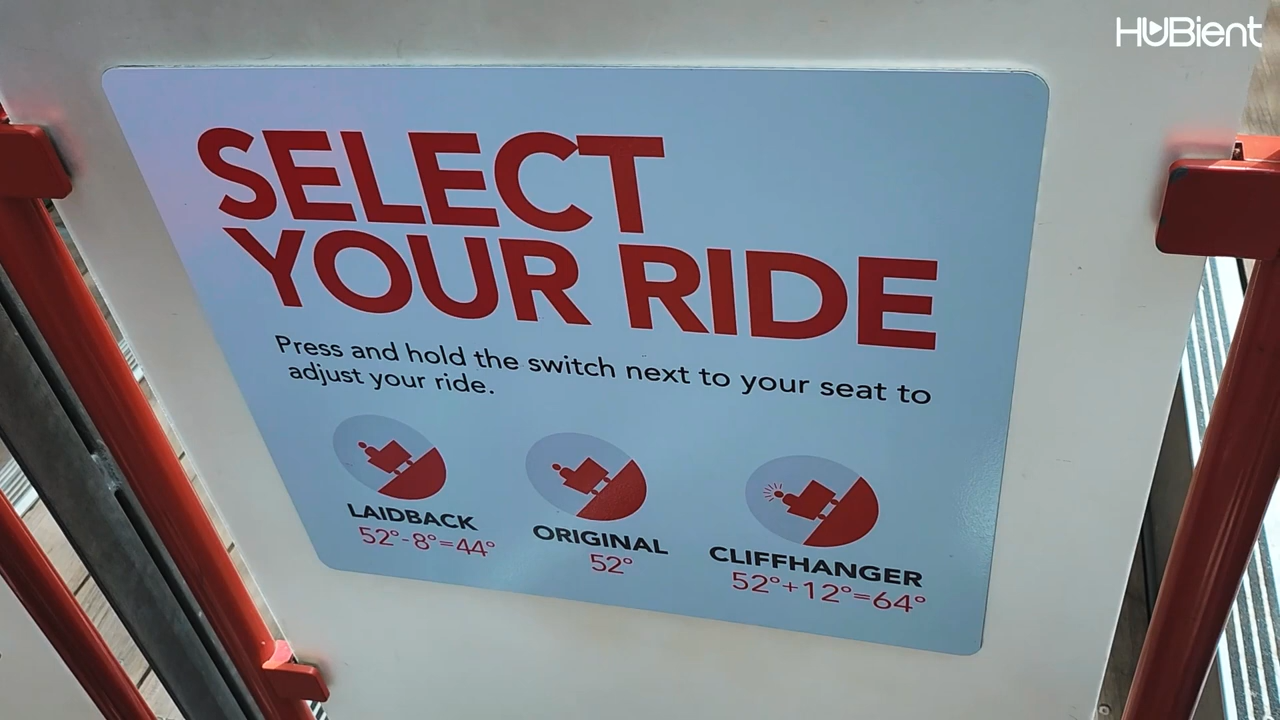 HUBient
SELECT
YOUR RIDE
Press and hold the switch next to your seat to
adjust your ride.
LAIDBACK
52°-8°=44°
ORIGINAL
52°
CLIFFHANGER
52°+12°=64°